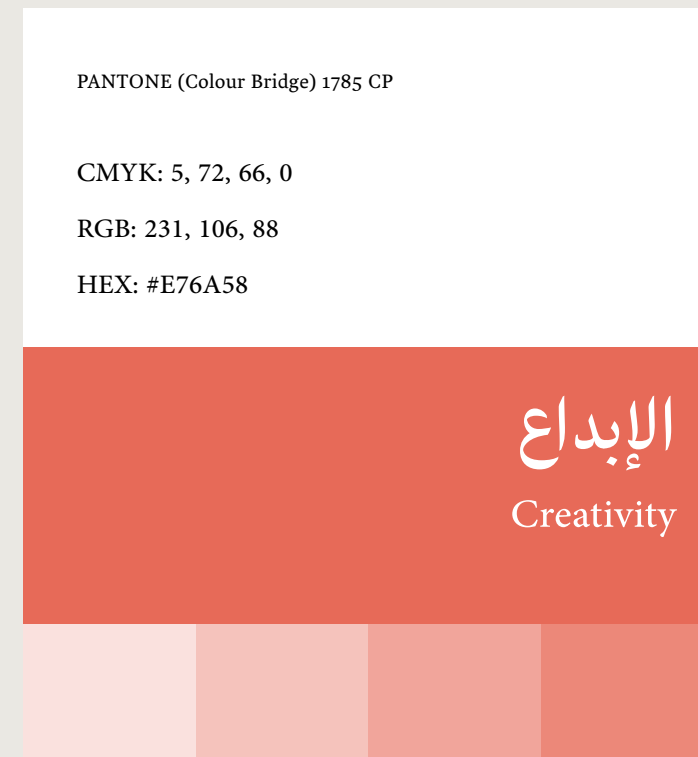 PANTONE (Colour Bridge) 1785 CP
CMYK: 5, 72, 66, 0
RGB: 231, 106, 88
HEX: #E76A58
الإبداع
Creativity